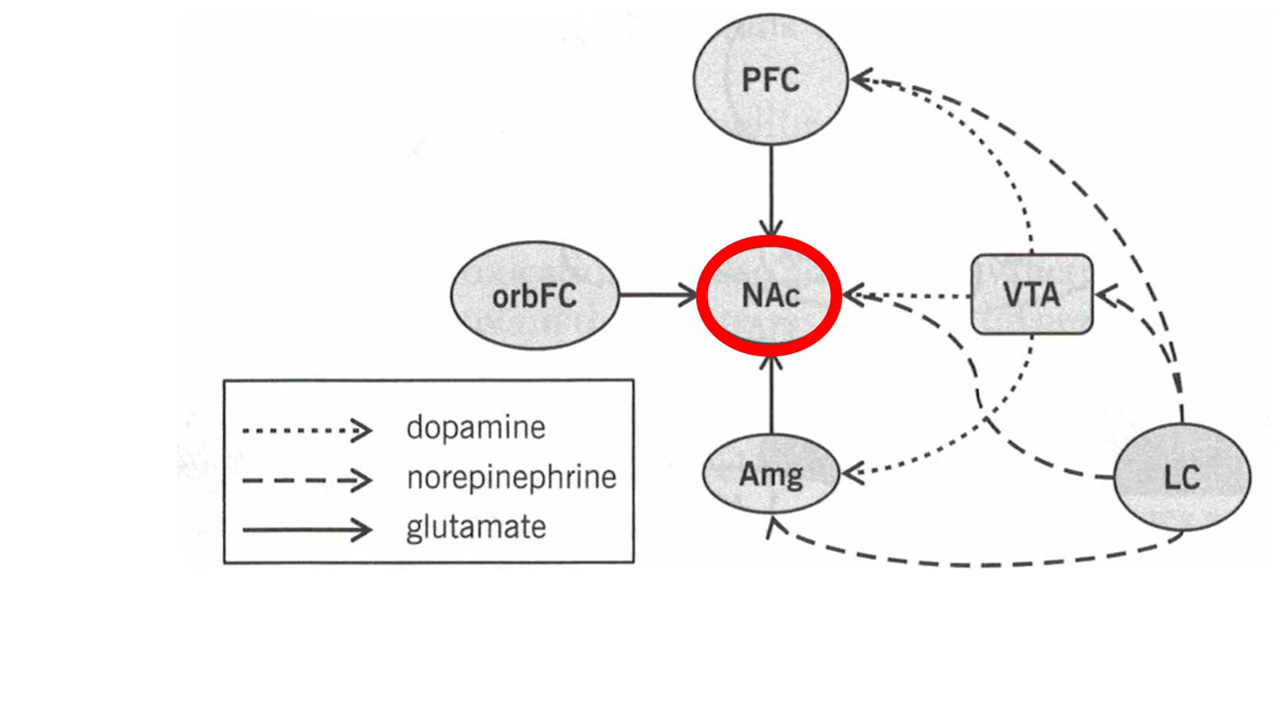 PFC
orbFC
NAc
VTA
Amg
LC
dopamine
norepinephrine
glutamate